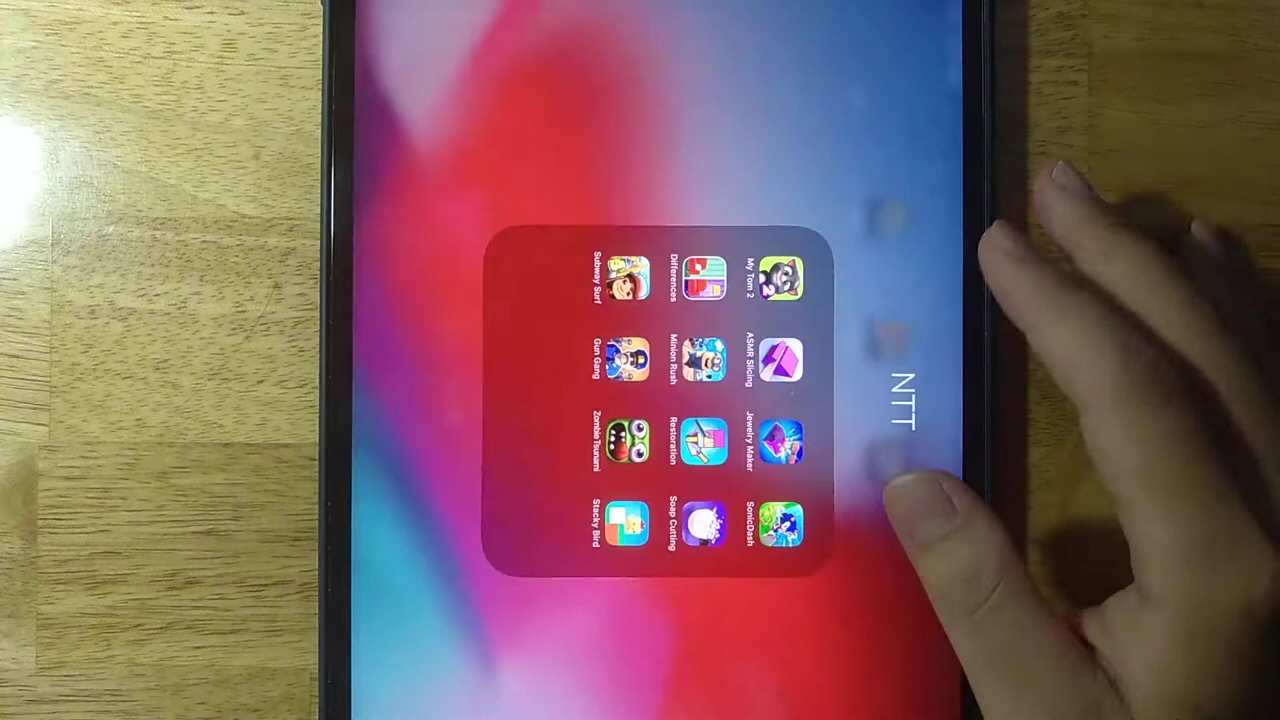 NTT
My Tom 2
ASMR Slicing
Jewelry Maker
SonicDash
Differences
Minion Rush
Restoration
Soap Cutting
Subway Surf
Gun Gang
Zombie Tsunami
Stacky Bird